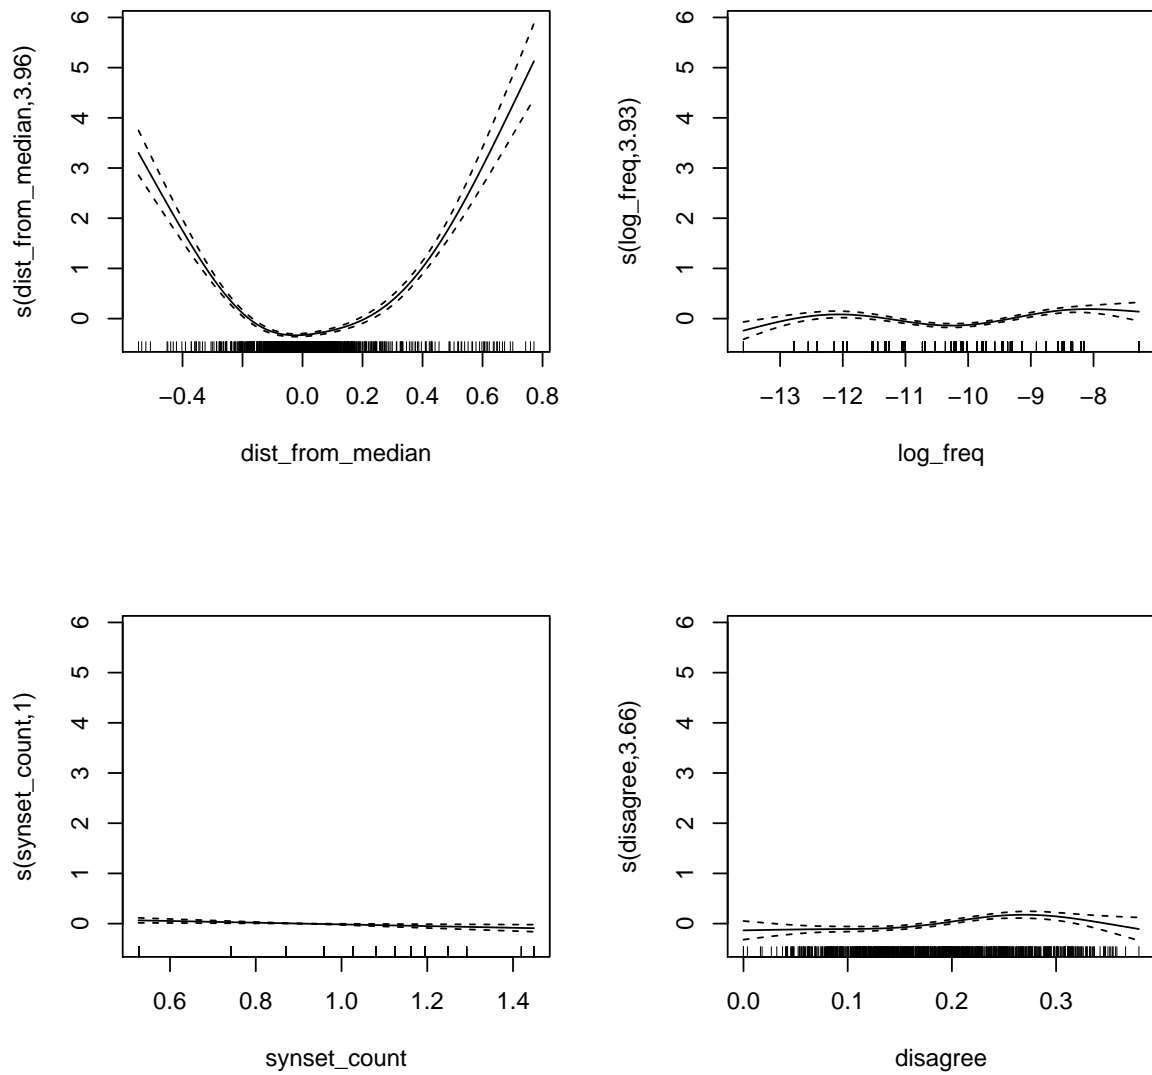 s(dist_from_median,3.96)
6
5
4
3
2
1
0
−0.4 0.0 0.2 0.4 0.6 0.8
dist_from_median
s(log_freq,3.93)
6
5
4
3
2
1
0
−13 −12 −11 −10 −9 −8
log_freq
s(synset_count,1)
6
5
4
3
2
1
0
0.6 0.8 1.0 1.2 1.4
synset_count
s(disagree,3.66)
6
5
4
3
2
1
0
0.0 0.1 0.2 0.3
disagree